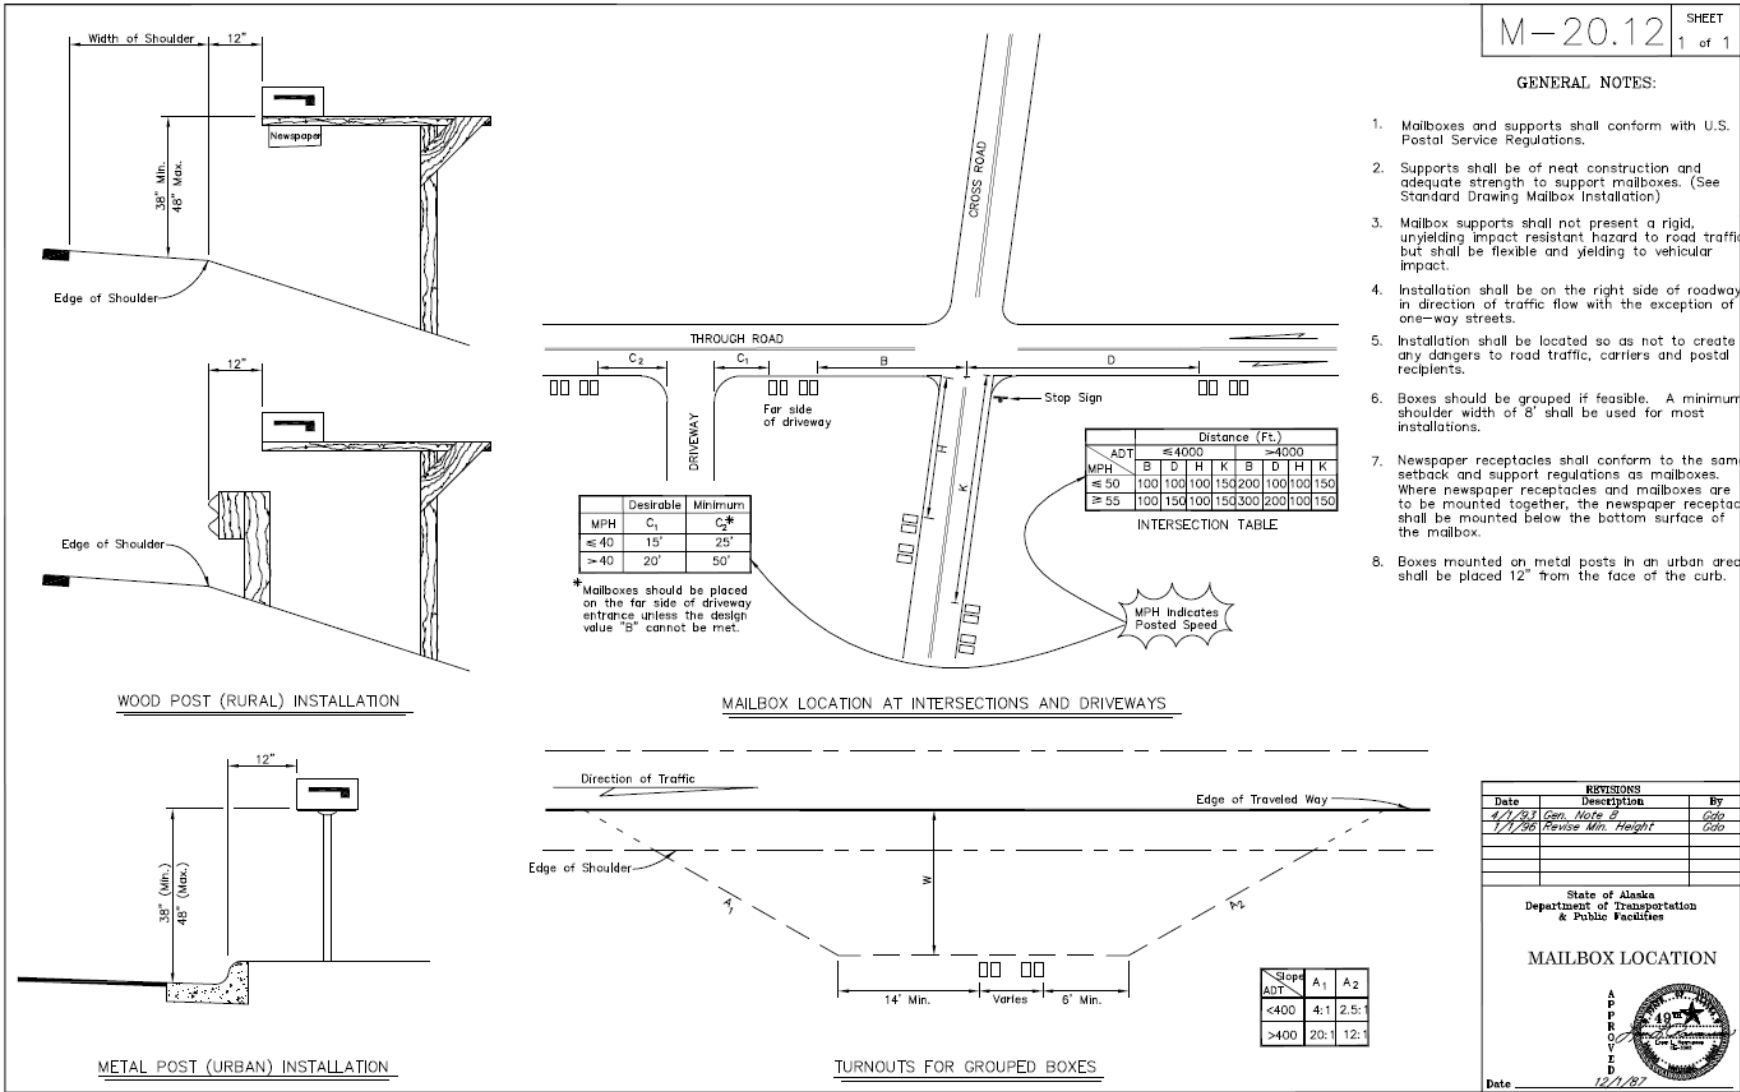 M-20.12
SHEET
1 of 1
GENERAL NOTES:
1. Mailboxes and supports shall conform with U.S.
Postal Service Regulations.
2. Supports shall be of neat construction and
adequate strength to support mailboxes. (See
Standard Drawing Mailbox Installation)
3. Mailbox supports shall not present a rigid,
unyielding impact resistant hazard to road traffic
but shall be flexible and yielding to vehicular
impact.
4. Installation shall be on the right side of roadway
in direction of traffic flow with the exception of
one-way streets.
5. Installation shall be located so as not to create
any dangers to road traffic, carriers and postal
recipients.
6. Boxes should be grouped if feasible. A minimum
shoulder width of 8' shall be used for most
installations.
7. Newspaper receptacles shall conform to the same
setback and support regulations as mailboxes.
Where newspaper receptacles and mailboxes are
to be mounted together, the newspaper receptac
shall be mounted below the bottom surface of
the mailbox.
8. Boxes mounted on metal posts in an urban area
shall be placed 12" from the face of the curb.
Width of Shoulder
12"
Newspaper
38" Min.
48" Max.
Edge of Shoulder
12"
Edge of Shoulder
WOOD POST (RURAL) INSTALLATION
12"
38" (Min.)
48" (Max.)
METAL POST (URBAN) INSTALLATION
CROSS ROAD
THROUGH ROAD
C2
C1
B
D
Far side
of driveway
DRIVEWAY
Stop Sign
H
K
Distance (Ft.)
ADT ≤4000 >4000
MPH B D H K B D H K
≤50 100 100 100 150 200 100 100 150
≥55 100 150 100 150 300 200 100 150
INTERSECTION TABLE
Desirable Minimum
MPH C1 C2*
≤40 15' 25'
>40 20' 50'
*Mailboxes should be placed
on the far side of driveway
entrance unless the design
value "B" cannot be met.
MPH Indicates
Posted Speed
MAILBOX LOCATION AT INTERSECTIONS AND DRIVEWAYS
Direction of Traffic
Edge of Traveled Way
Edge of Shoulder
W
A1
A2
14' Min.
Varies
6' Min.
Slope A1 A2
ADT
<400 4:1 2.5:1
>400 20:1 12:1
TURNOUTS FOR GROUPED BOXES
REVISIONS
Date Description By
4/1/93 Gen. Note 8 Gdo
1/1/96 Revise Min. Height Gdo
State of Alaska
Department of Transportation
& Public Facilities
MAILBOX LOCATION
APPROVED
49TH
Date 12/1/87